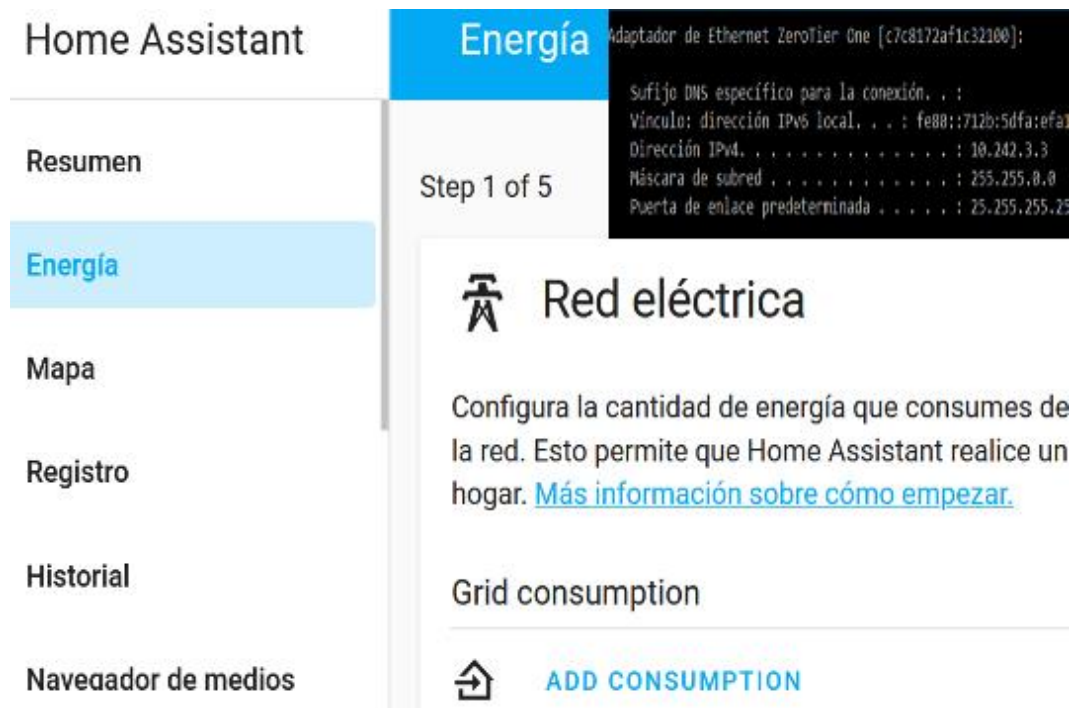 Home Assistant
Resumen
Energía
Mapa
Registro
Historial
Navegador de medios
Energía
Adaptador de Ethernet ZeroTier One [c7c8172af1c32100]:
Sufijo DNS específico para la conexión. . :
Vínculo: dirección IPv6 local. . . : fe80::712b:5dfa:efa1
Dirección IPv4. . . . . . . . . . . . . . : 10.242.3.3
Máscara de subred . . . . . . . . . . . . : 255.255.0.0
Puerta de enlace predeterminada . . . . . : 25.255.255.25
Step 1 of 5
Red eléctrica
Configura la cantidad de energía que consumes de
la red. Esto permite que Home Assistant realice un
hogar. Más información sobre cómo empezar.
Grid consumption
ADD CONSUMPTION